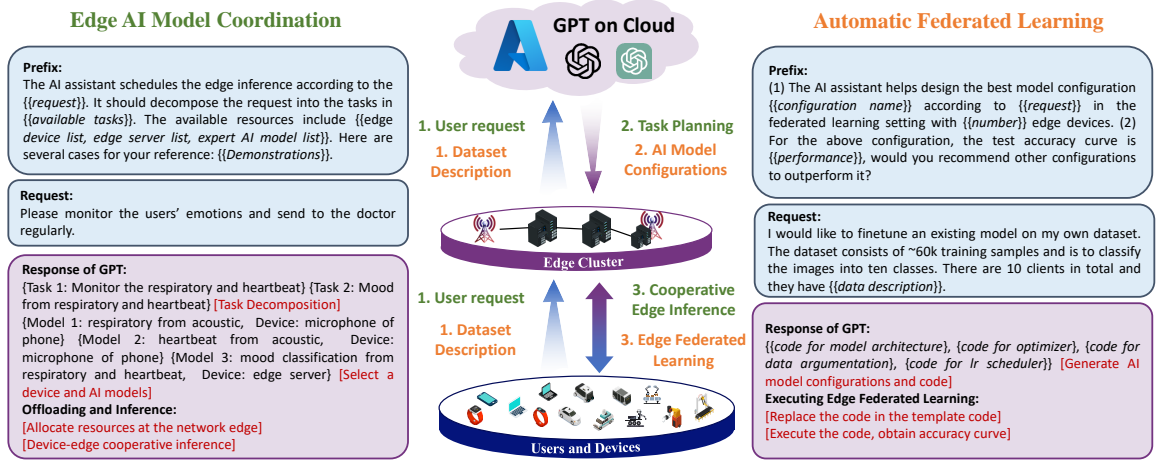 Edge AI Model Coordination
Prefix:
The AI assistant schedules the edge inference according to the
{{request}}. It should decompose the request into the tasks in
{{available tasks}}. The available resources include {{edge
device list, edge server list, expert AI model list}}. Here are
several cases for your reference: {{Demonstrations}}.
Request:
Please monitor the users' emotions and send to the doctor
regularly.
Response of GPT:
{Task 1: Monitor the respiratory and heartbeat} {Task 2: Mood
from respiratory and heartbeat} [Task Decomposition]
{Model 1: respiratory from acoustic, Device: microphone of
phone} {Model 2: heartbeat from acoustic, Device:
microphone of phone} {Model 3: mood classification from
respiratory and heartbeat, Device: edge server} [Select a
device and AI models]
Offloading and Inference:
[Allocate resources at the network edge]
[Device-edge cooperative inference]
GPT on Cloud
1. User request
1. Dataset
Description
2. Task Planning
2. AI Model
Configurations
Edge Cluster
1. User request
1. Dataset
Description
3. Cooperative
Edge Inference
3. Edge Federated
Learning
Users and Devices
Automatic Federated Learning
Prefix:
(1) The AI assistant helps design the best model configuration
{{configuration name}} according to {{request}} in the
federated learning setting with {{number}} edge devices. (2)
For the above configuration, the test accuracy curve is
{{performance}}, would you recommend other configurations
to outperform it?
Request:
I would like to finetune an existing model on my own dataset.
The dataset consists of ~60k training samples and is to classify
the images into ten classes. There are 10 clients in total and
they have {{data description}}.
Response of GPT:
{{code for model architecture}, {code for optimizer}, {code for
data argumentation}, {code for lr scheduler}} [Generate AI
model configurations and code]
Executing Edge Federated Learning:
[Replace the code in the template code]
[Execute the code, obtain accuracy curve]